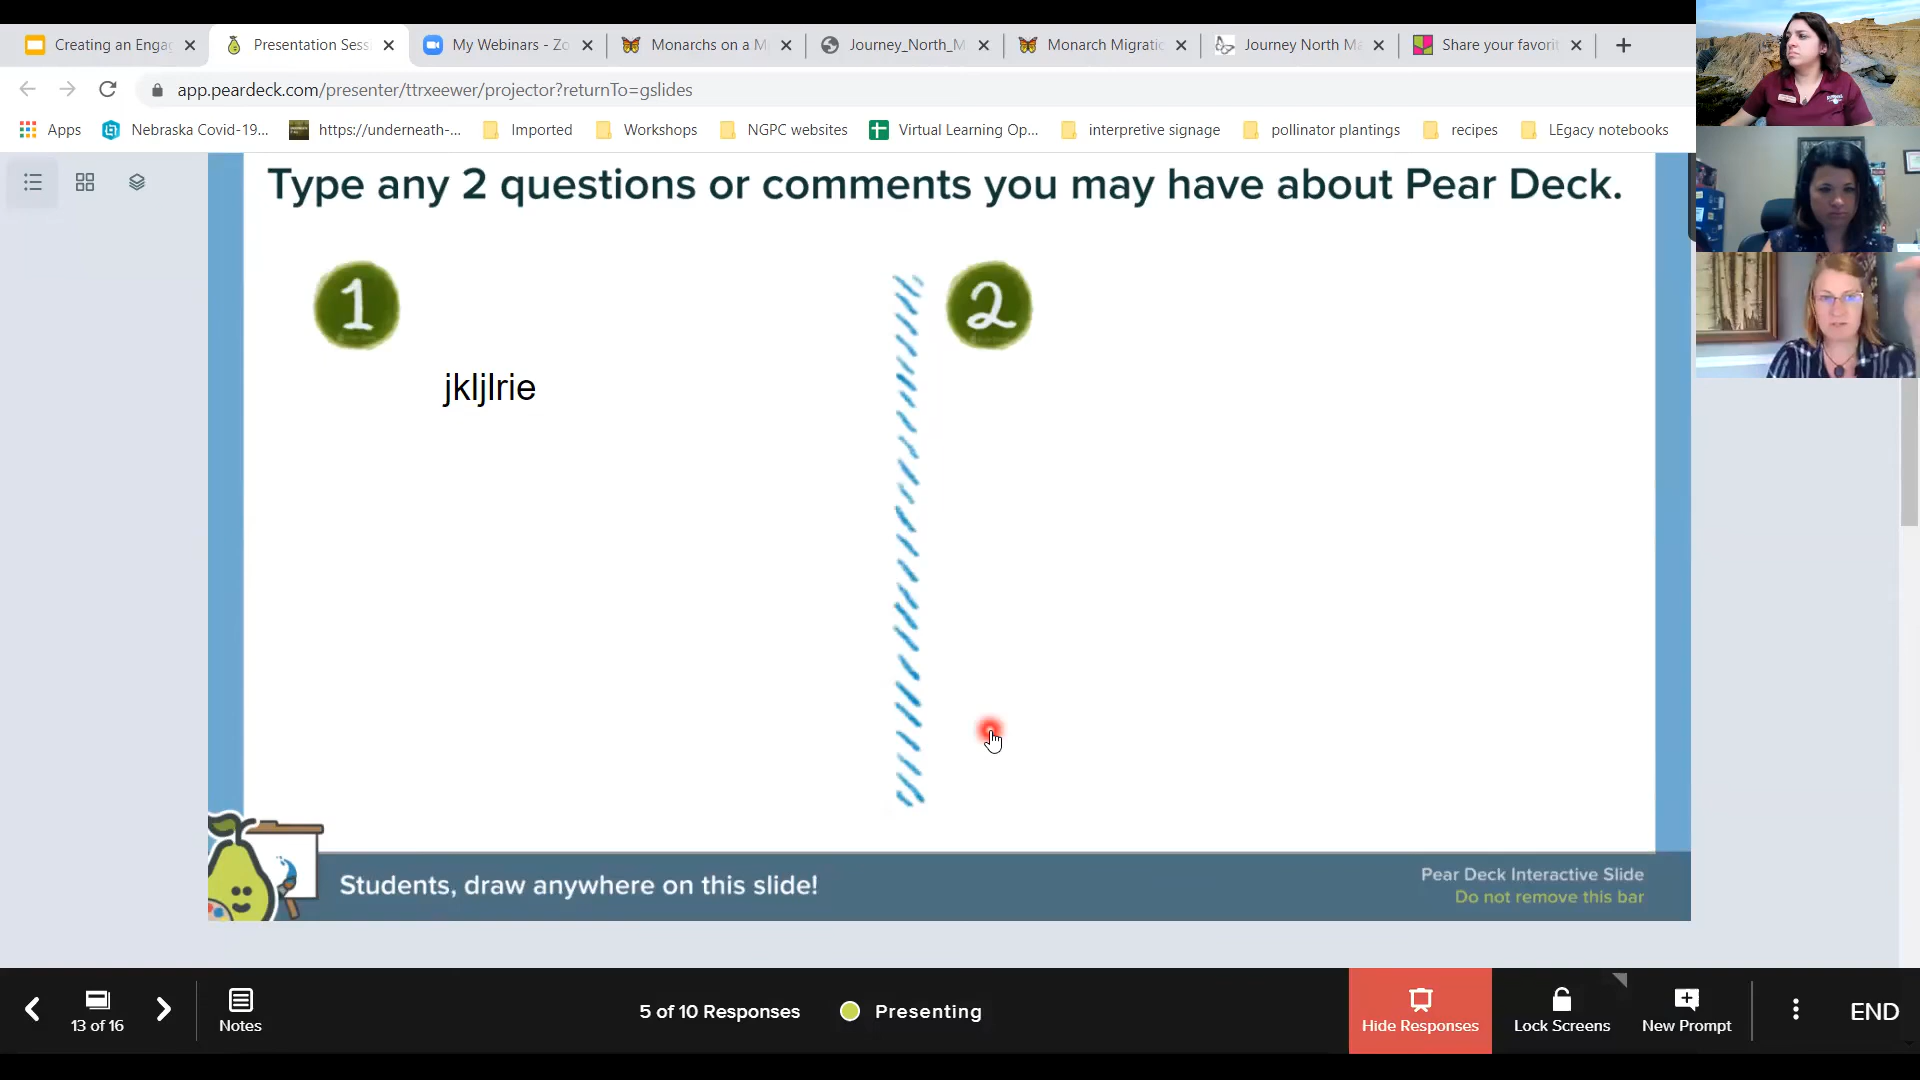 Creating an Enga
Presentation Sess
My Webinars - Zo
Monarchs on a M
Journey_North_M
Monarch Migratic
Journey North Ma
Share your favorit
app.peardeck.com/presenter/ttrxeewer/projector?returnTo=gslides
Apps
Nebraska Covid-19...
https://underneath-...
Imported
Workshops
NGPC websites
Virtual Learning Op...
interpretive signage
pollinator plantings
recipes
LEgacy notebooks
Type any 2 questions or comments you may have about Pear Deck.
1
2
jkljlrie
Students, draw anywhere on this slide!
Pear Deck Interactive Slide
Do not remove this bar
13 of 16
Notes
5 of 10 Responses
Presenting
Hide Responses
Lock Screens
New Prompt
END